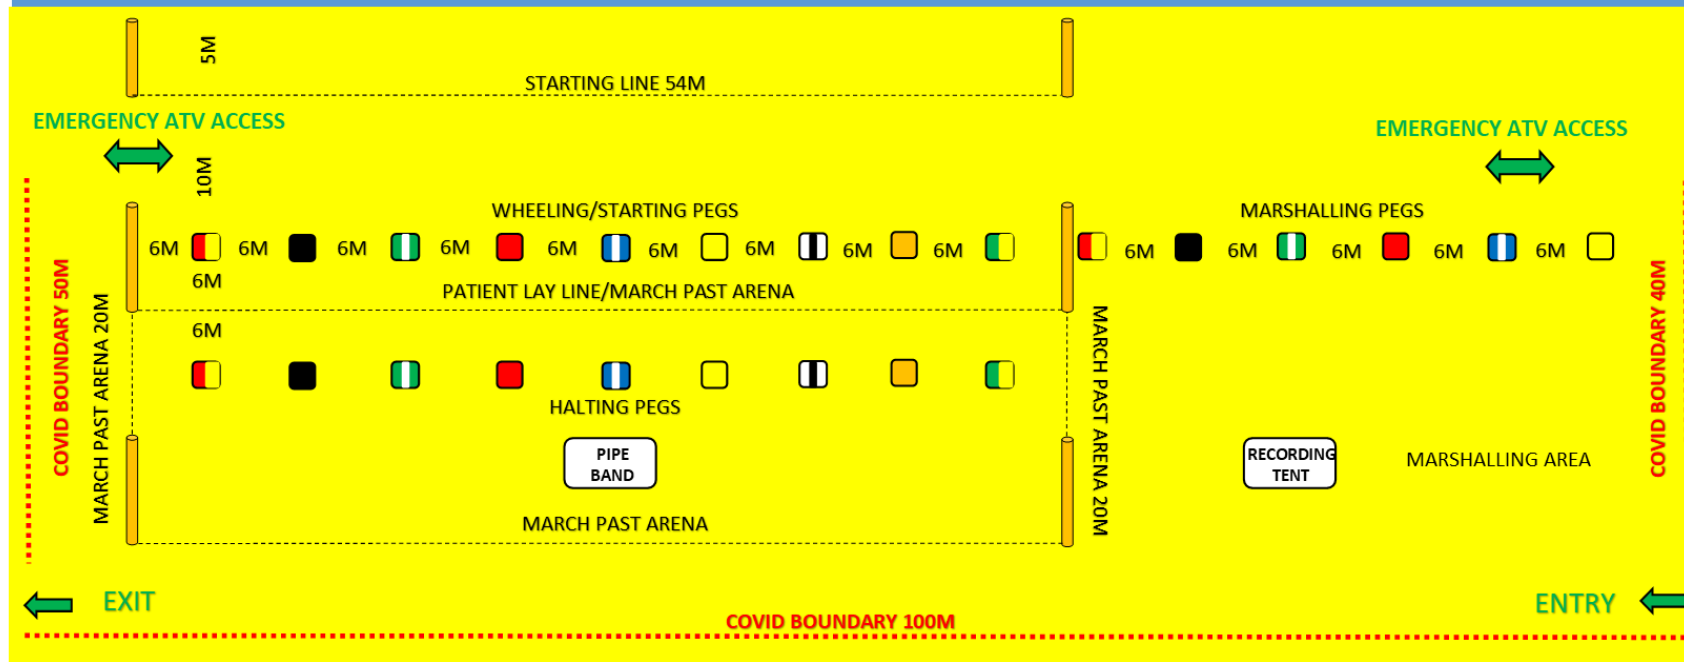 5M
STARTING LINE 54M
EMERGENCY ATV ACCESS
EMERGENCY ATV ACCESS
10M
WHEELING/STARTING PEGS
MARSHALLING PEGS
6M 6M 6M 6M 6M 6M 6M 6M 6M 6M 6M 6M 6M 6M
6M
PATIENT LAY LINE/MARCH PAST ARENA
6M
COVID BOUNDARY 50M
MARCH PAST ARENA 20M
MARCH PAST ARENA 20M
COVID BOUNDARY 40M
HALTING PEGS
PIPE
BAND
RECORDING
TENT
MARSHALLING AREA
MARCH PAST ARENA
EXIT
ENTRY
COVID BOUNDARY 100M